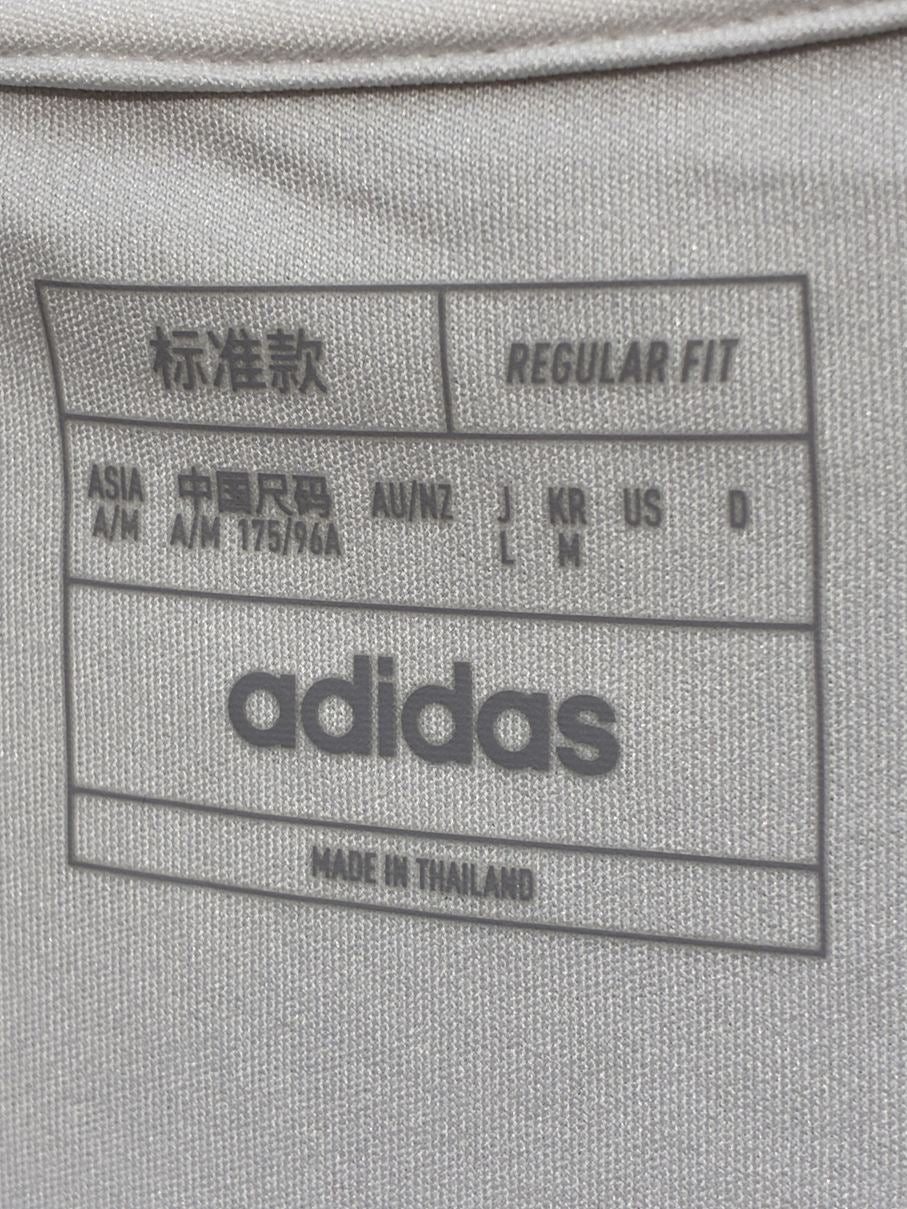 标准款 REGULAR FIT
ASIA 中国尺码 AU/NZ J KR US D
A/M A/M 175/96A L M
adidas
MADE IN THAILAND